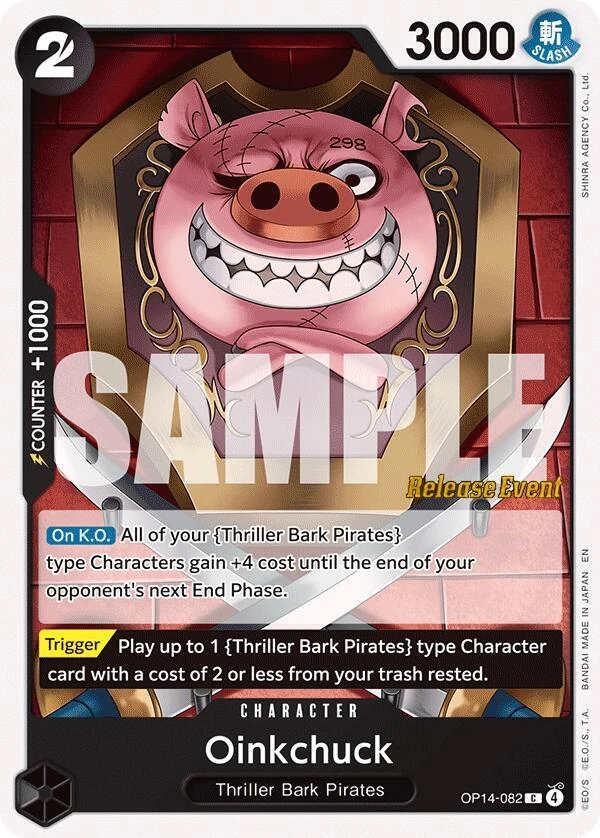 2
3000
斬
SLASH
298
COUNTER +1000
SAMPLE
Release Event
On K.O. All of your {Thriller Bark Pirates}
type Characters gain +4 cost until the end of your
opponent's next End Phase.
Trigger Play up to 1 {Thriller Bark Pirates} type Character
card with a cost of 2 or less from your trash rested.
CHARACTER
Oinkchuck
Thriller Bark Pirates
OP14-082 C 4
SHINRA AGENCY Co., Ltd.
©EO/S ©E.O./S., T.A. BANDAI MADE IN JAPAN EN